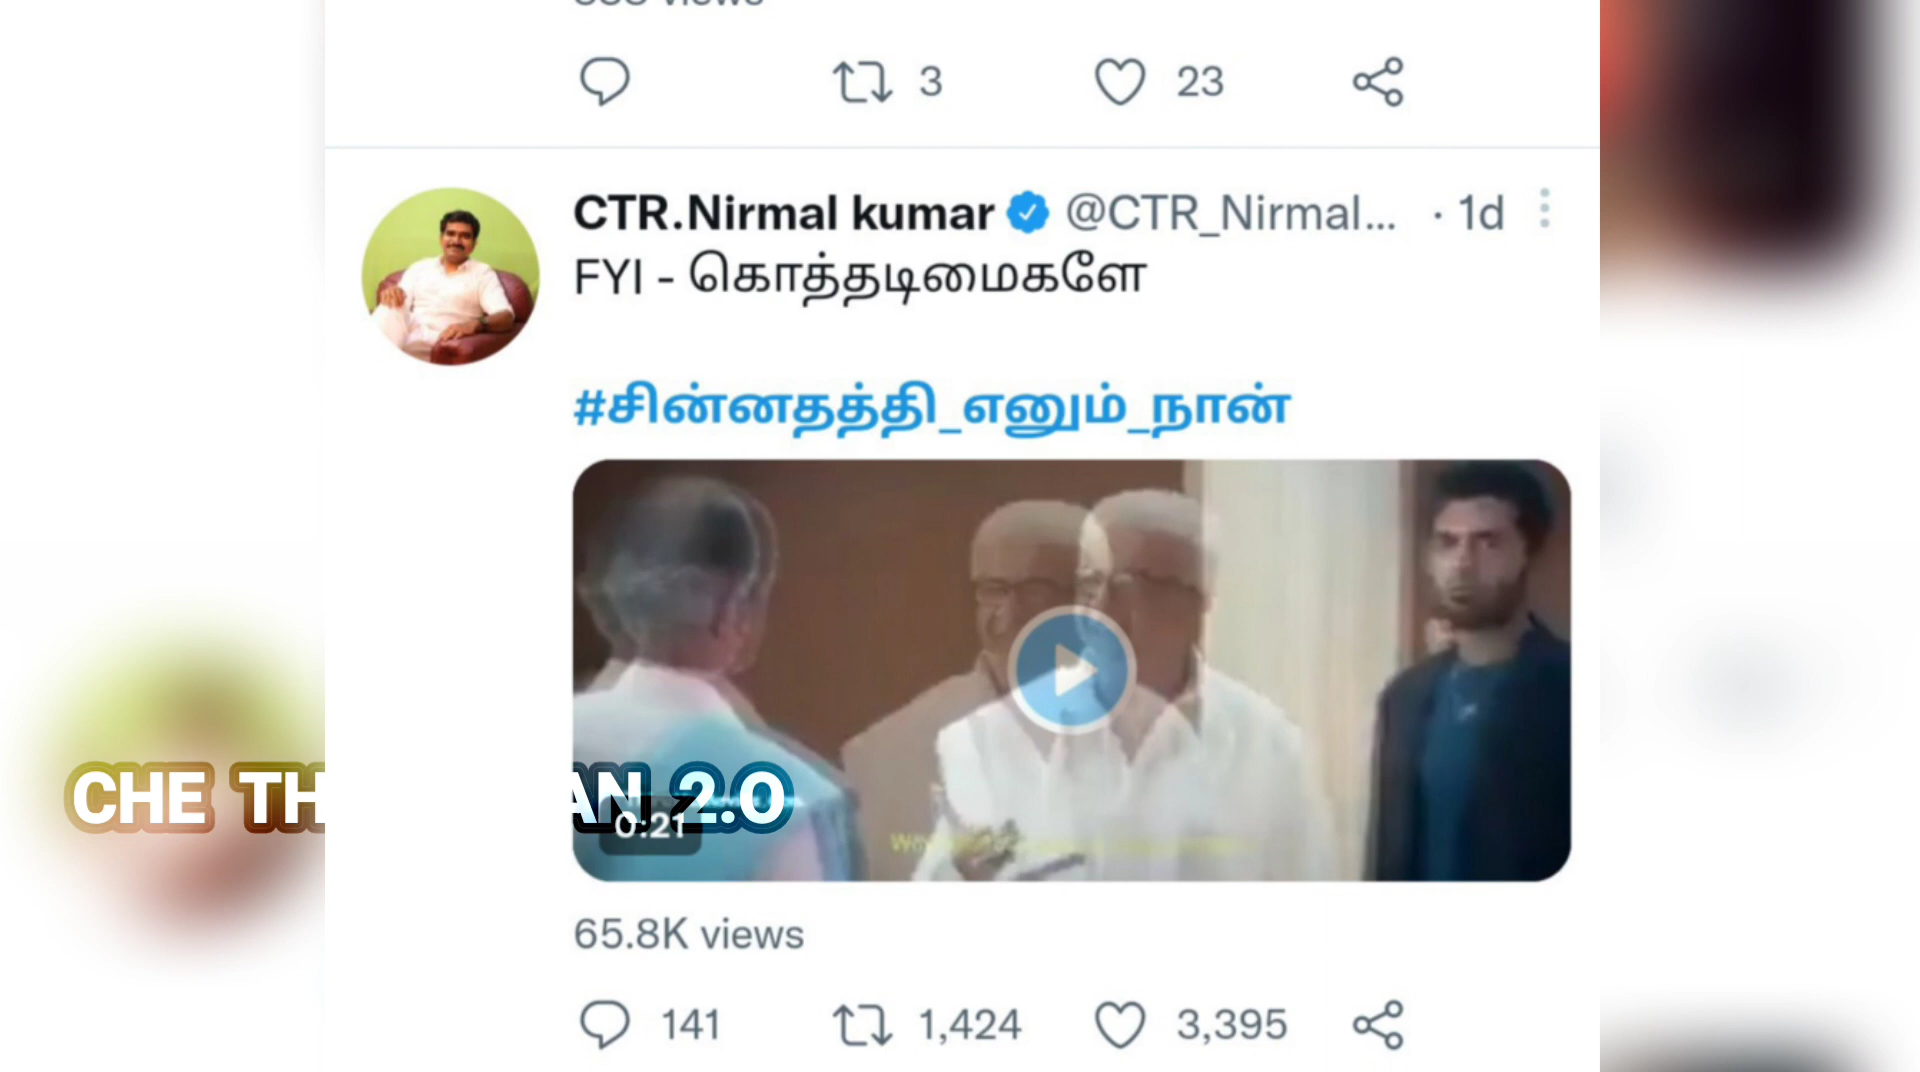 3 23
CTR.Nirmal kumar @CTR_Nirmal... · 1d
FYI - கொத்தடிமைகளே
#சின்னதத்தி_எனும்_நான்
CHE TH AN 2.0
0:21
65.8K views
141 1,424 3,395